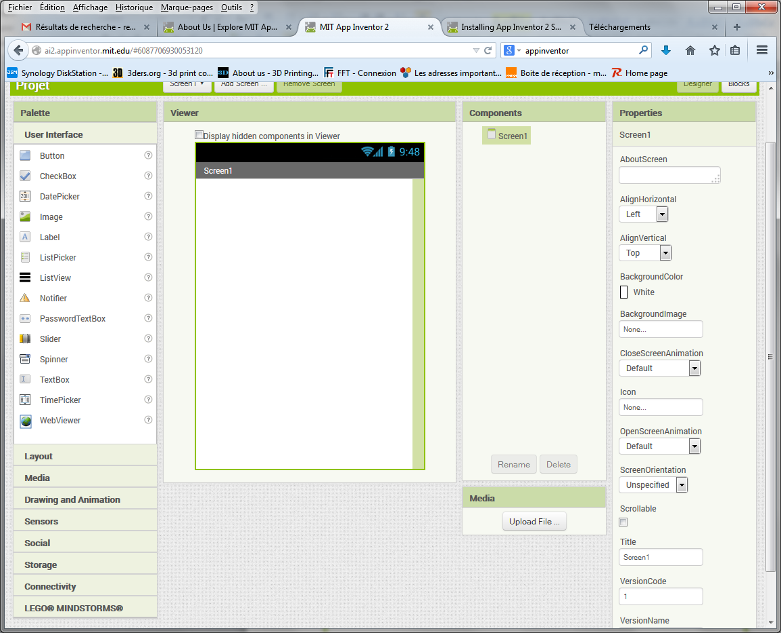 Fichier Édition Affichage Historique Marque-pages Outils ?
Résultats de recherche - re...
About Us | Explore MIT Ap...
MIT App Inventor 2
Installing App Inventor 2 S...
Téléchargements
ai2.appinventor.mit.edu/#6087706930053120
appinventor
Synology DiskStation - ...
3ders.org - 3d print co...
About us - 3D Printing...
FFT - Connexion
Les adresses important...
Boite de réception - m...
Home page
Projet
Screen1
Add Screen ...
Remove Screen
Designer
Blocks
Palette
User Interface
Button
CheckBox
DatePicker
Image
Label
ListPicker
ListView
Notifier
PasswordTextBox
Slider
Spinner
TextBox
TimePicker
WebViewer
Layout
Media
Drawing and Animation
Sensors
Social
Storage
Connectivity
LEGO® MINDSTORMS®
Viewer
Display hidden components in Viewer
9:48
Screen1
Components
Screen1
Rename
Delete
Media
Upload File ...
Properties
Screen1
AboutScreen
AlignHorizontal
Left
AlignVertical
Top
BackgroundColor
White
BackgroundImage
None...
CloseScreenAnimation
Default
Icon
None...
OpenScreenAnimation
Default
ScreenOrientation
Unspecified
Scrollable
Title
Screen1
VersionCode
1
VersionName